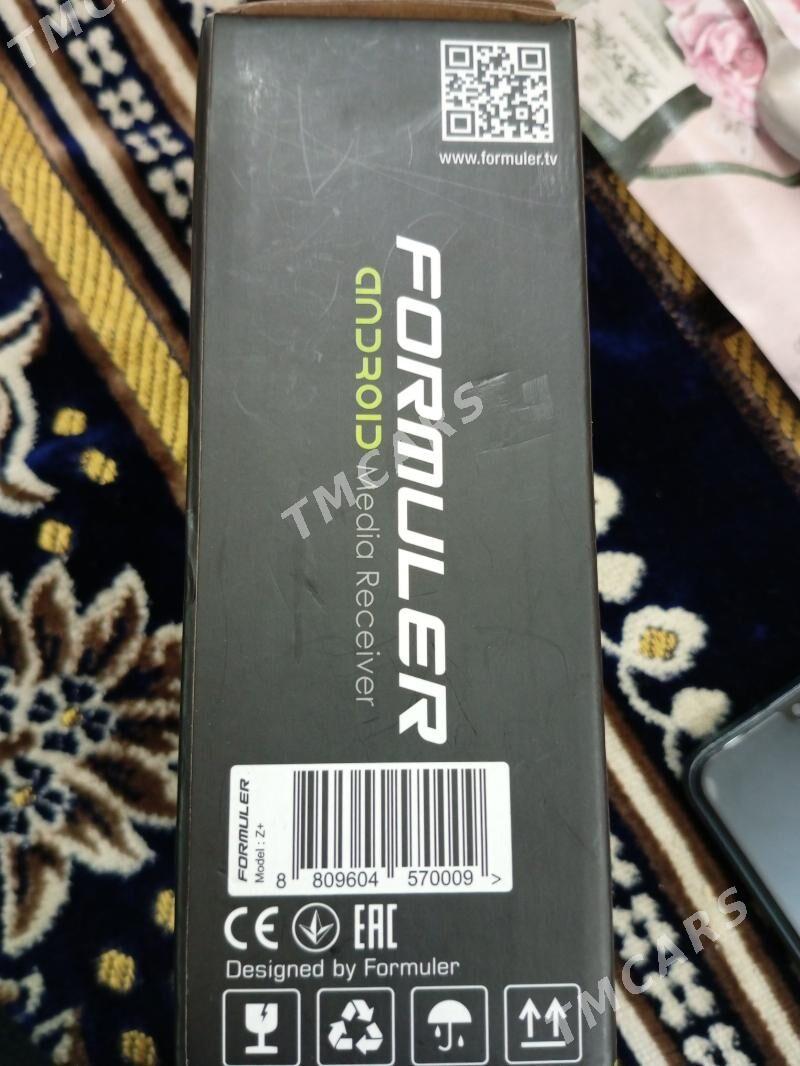 TMCARS
www.formuler.tv
FORMULER
ANDROID Media Receiver
TMCARS
FORMULER
Model : Z+
8 809604 570009 >
CE EAC
Designed by Formuler
TMCARS
TMCARS